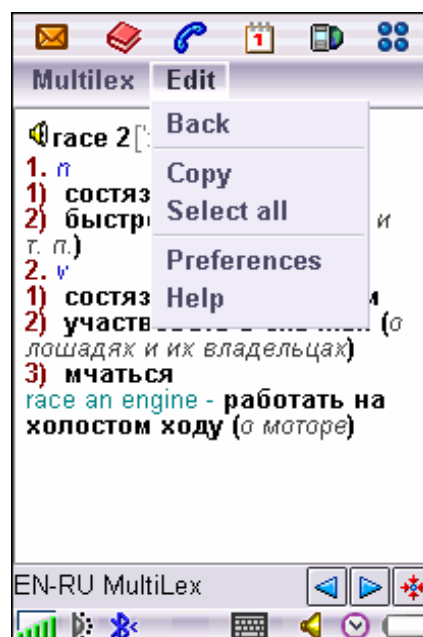 1
Multilex Edit
Back
Copy
Select all
Preferences
Help
race 2 [':
1. n
1) состяз
2) быстр и
т. п.)
2. v
1) состяз м
2) участв (о
лошадях и их владельцах)
3) мчаться
race an engine - работать на
холостом ходу (о моторе)
EN-RU MultiLex